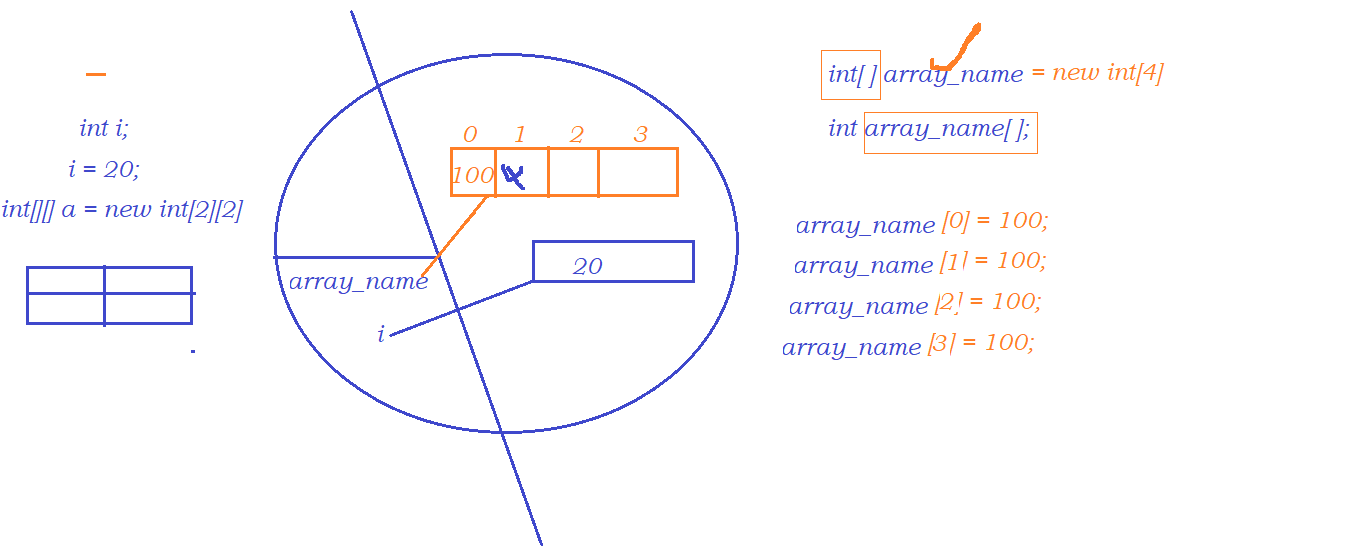 int i;
i = 20;
int[][] a = new int[2][2]
0 1 2 3
100
20
array_name
i
int[ ] array_name = new int[4]
int array_name[ ];
array_name [0] = 100;
array_name [1] = 100;
array_name [2] = 100;
array_name [3] = 100;